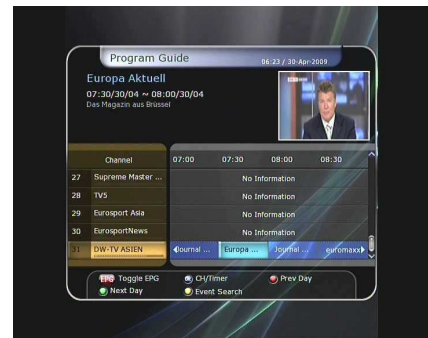 Program Guide
06:23 / 30-Apr-2009
Europa Aktuell
07:30/30/04 ~ 08:00/30/04
Das Magazin aus Brüssel
Channel 07:00 07:30 08:00 08:30
27 Supreme Master ... No Information
28 TV5 No Information
29 Eurosport Asia No Information
30 EurosportNews No Information
31 DW-TV ASIEN Journal ... Europa ... Journal ... euromaxx
EPG Toggle EPG CH/Timer Prev Day
Next Day Event Search